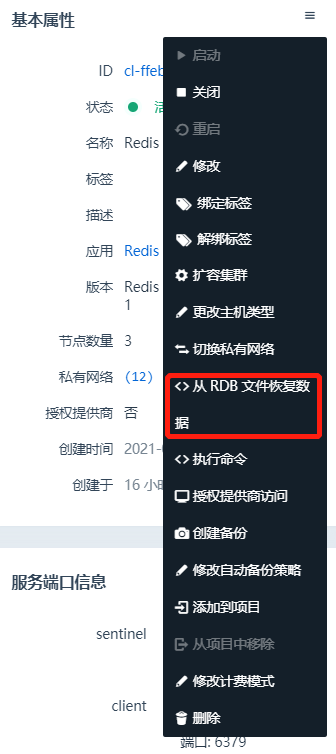 基本属性
启动
ID cl-ffeb
关闭
状态 活
重启
名称 Redis
修改
标签
绑定标签
描述
解绑标签
应用 Redis
扩容集群
版本 Redis
1
更改主机类型
节点数量 3
切换私有网络
私有网络 (12)
从 RDB 文件恢复数
据
授权提供商 否
创建时间 2021-
执行命令
创建于 16 小时
授权提供商访问
创建备份
修改自动备份策略
服务端口信息
添加到项目
sentinel
从项目中移除
修改计费模式
client
删除
端口: 6379